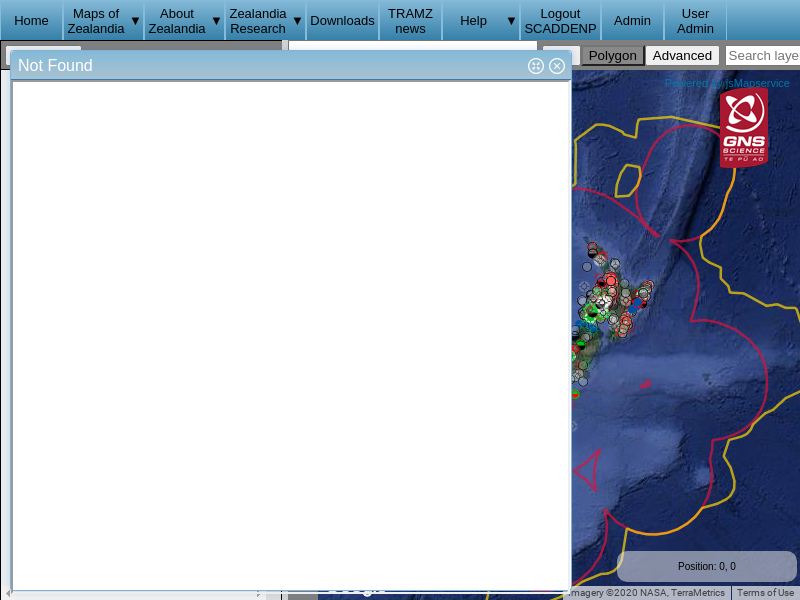 Home
Maps of
Zealandia ▼
About
Zealandia ▼
Zealandia
Research ▼
Downloads
TRAMZ
news
Help ▼
Logout
SCADDENP
Admin
User
Admin
Not Found
Polygon
Advanced
Search laye
Powered by jsMapservice
GNS
SCIENCE
TE PŪ AO
Position: 0, 0
Imagery ©2020 NASA, TerraMetrics
Terms of Use